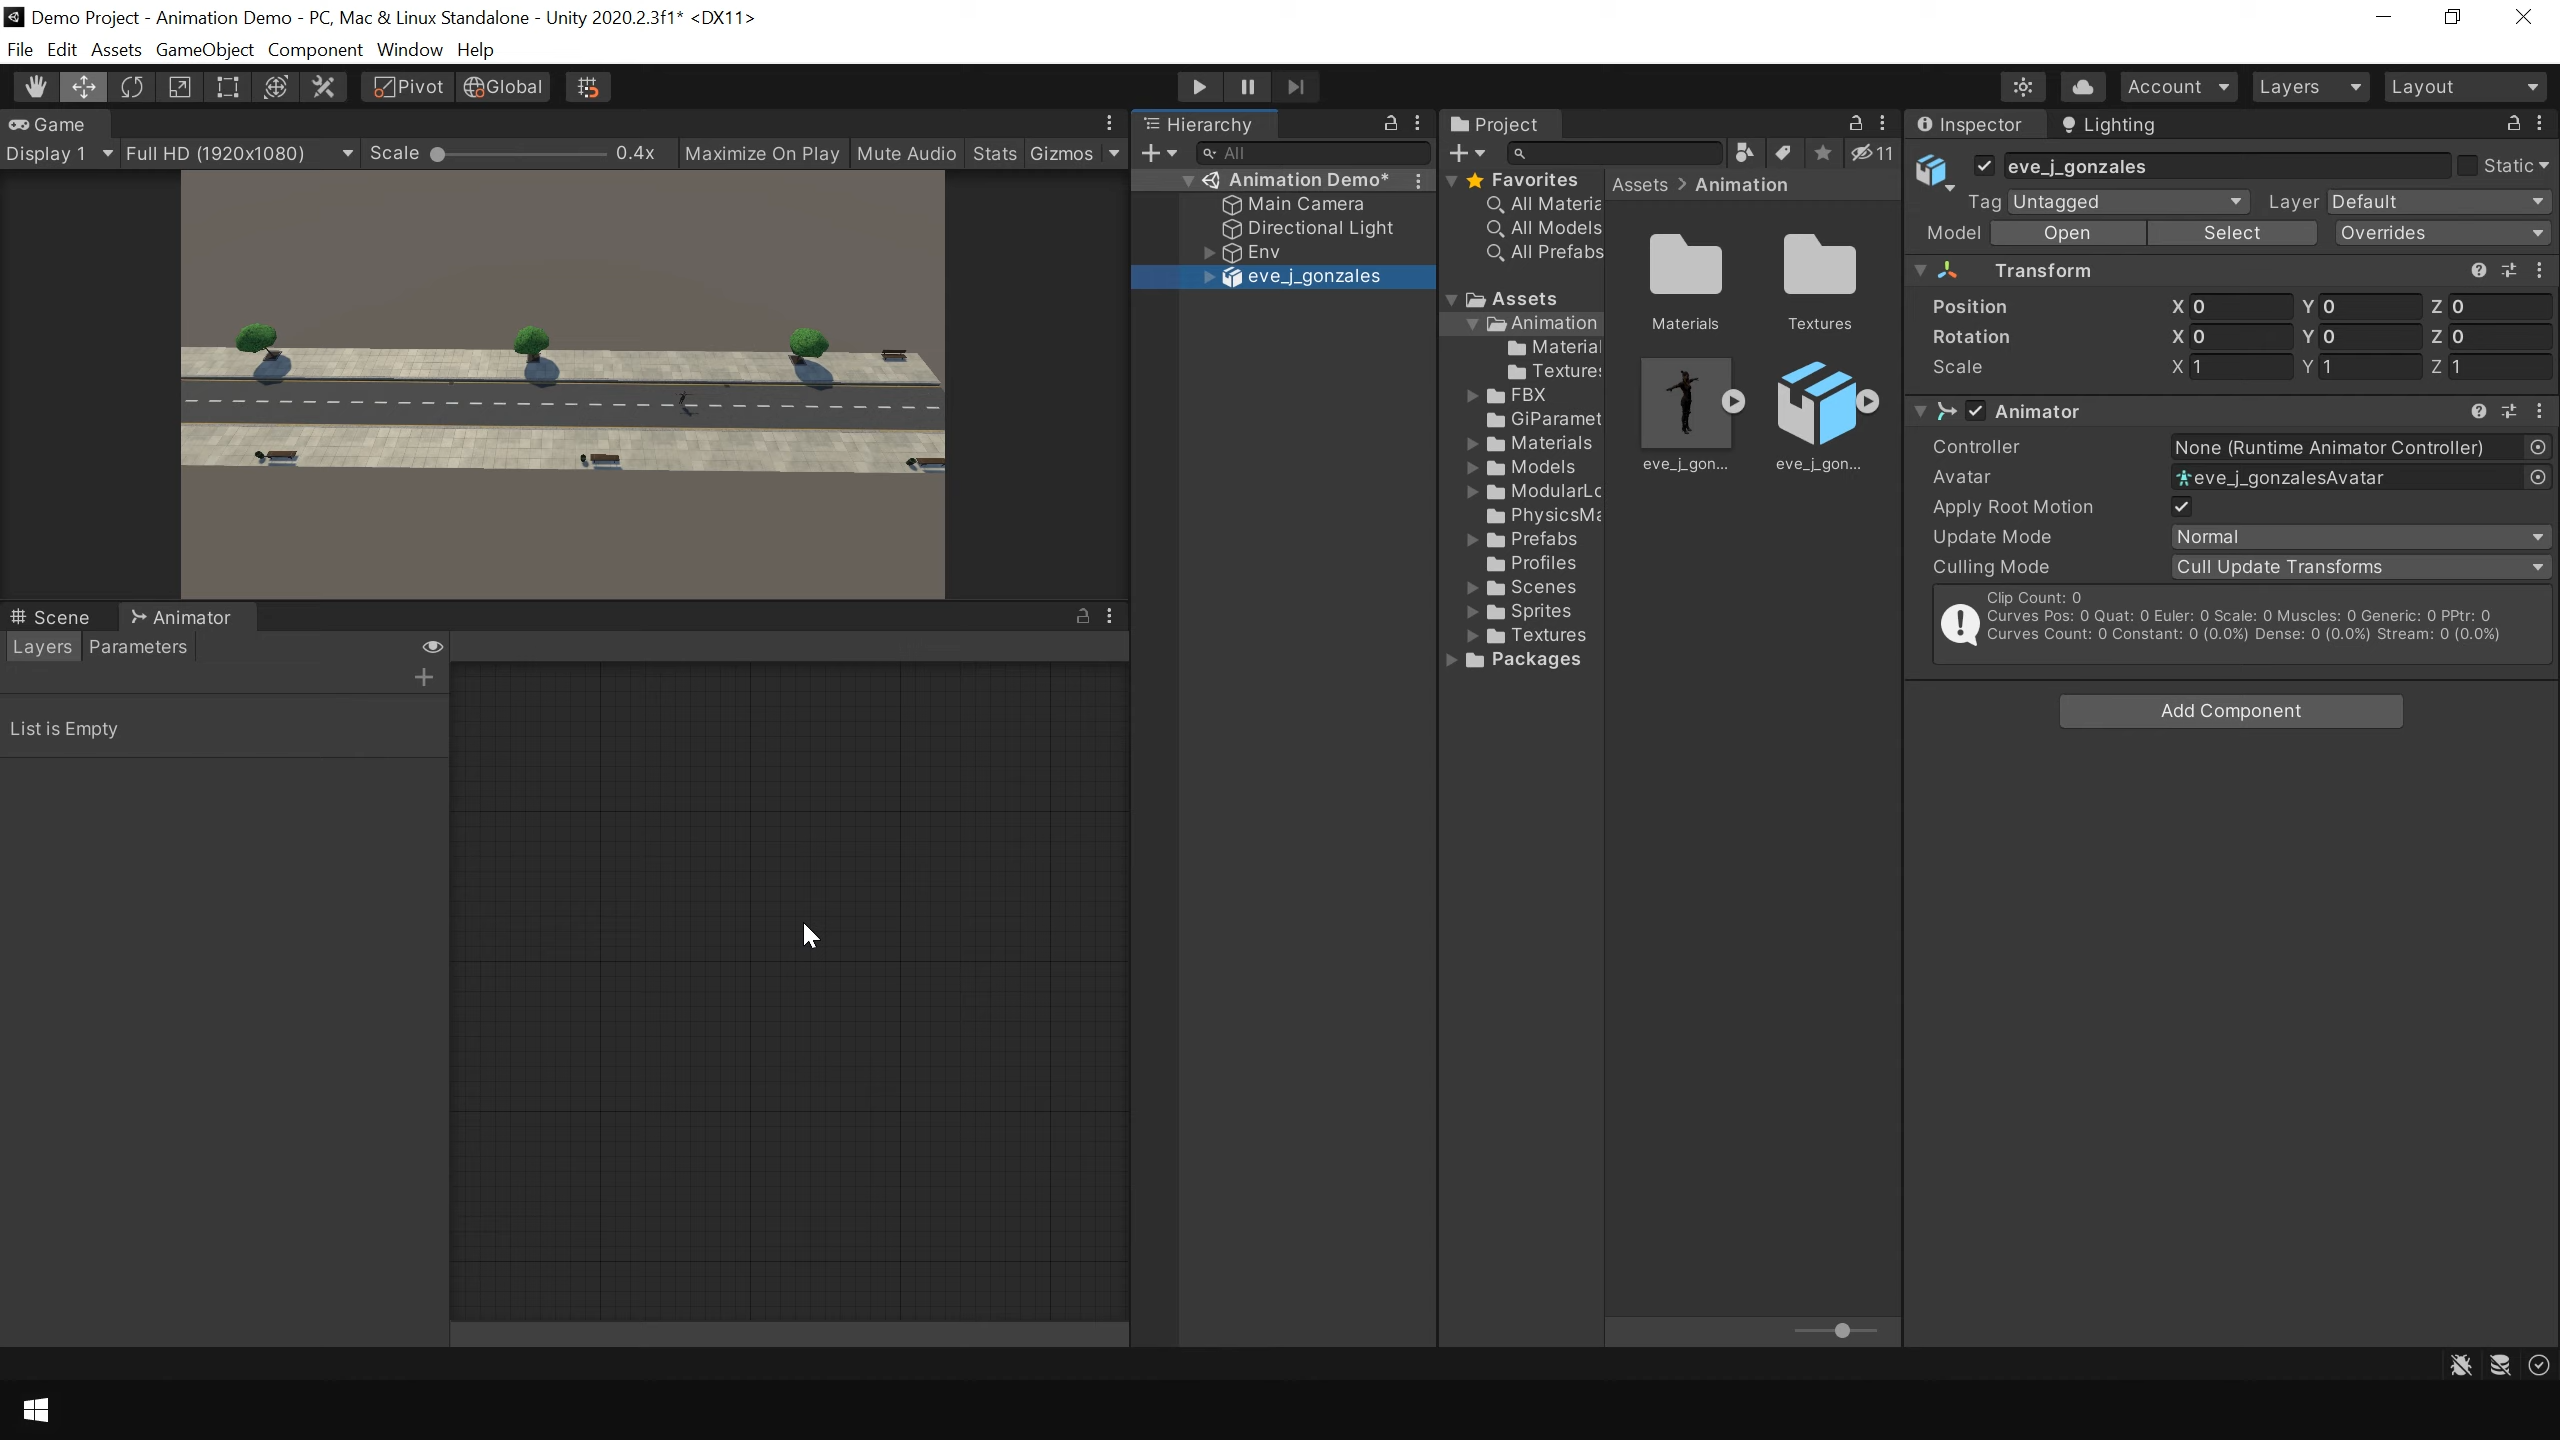 Demo Project - Animation Demo - PC, Mac & Linux Standalone - Unity 2020.2.3f1* <DX11>
File Edit Assets GameObject Component Window Help
Pivot Global Account Layers Layout
Game
Display 1 Full HD (1920x1080) Scale 0.4x Maximize On Play Mute Audio Stats Gizmos
Scene Animator
Layers Parameters
List is Empty
Hierarchy
All
Animation Demo*
Main Camera
Directional Light
Env
eve_j_gonzales
Project
11
Favorites
All Materia
All Models
All Prefabs
Assets
Animation
Material
Textures
FBX
GiParamet
Materials
Models
ModularLo
PhysicsMa
Prefabs
Profiles
Scenes
Sprites
Textures
Packages
Assets > Animation
Materials Textures
eve_j_gon... eve_j_gon...
Inspector Lighting
eve_j_gonzales Static
Tag Untagged Layer Default
Model Open Select Overrides
Transform
Position X 0 Y 0 Z 0
Rotation X 0 Y 0 Z 0
Scale X 1 Y 1 Z 1
Animator
Controller None (Runtime Animator Controller)
Avatar eve_j_gonzalesAvatar
Apply Root Motion
Update Mode Normal
Culling Mode Cull Update Transforms
Clip Count: 0
Curves Pos: 0 Quat: 0 Euler: 0 Scale: 0 Muscles: 0 Generic: 0 PPtr: 0
Curves Count: 0 Constant: 0 (0.0%) Dense: 0 (0.0%) Stream: 0 (0.0%)
Add Component